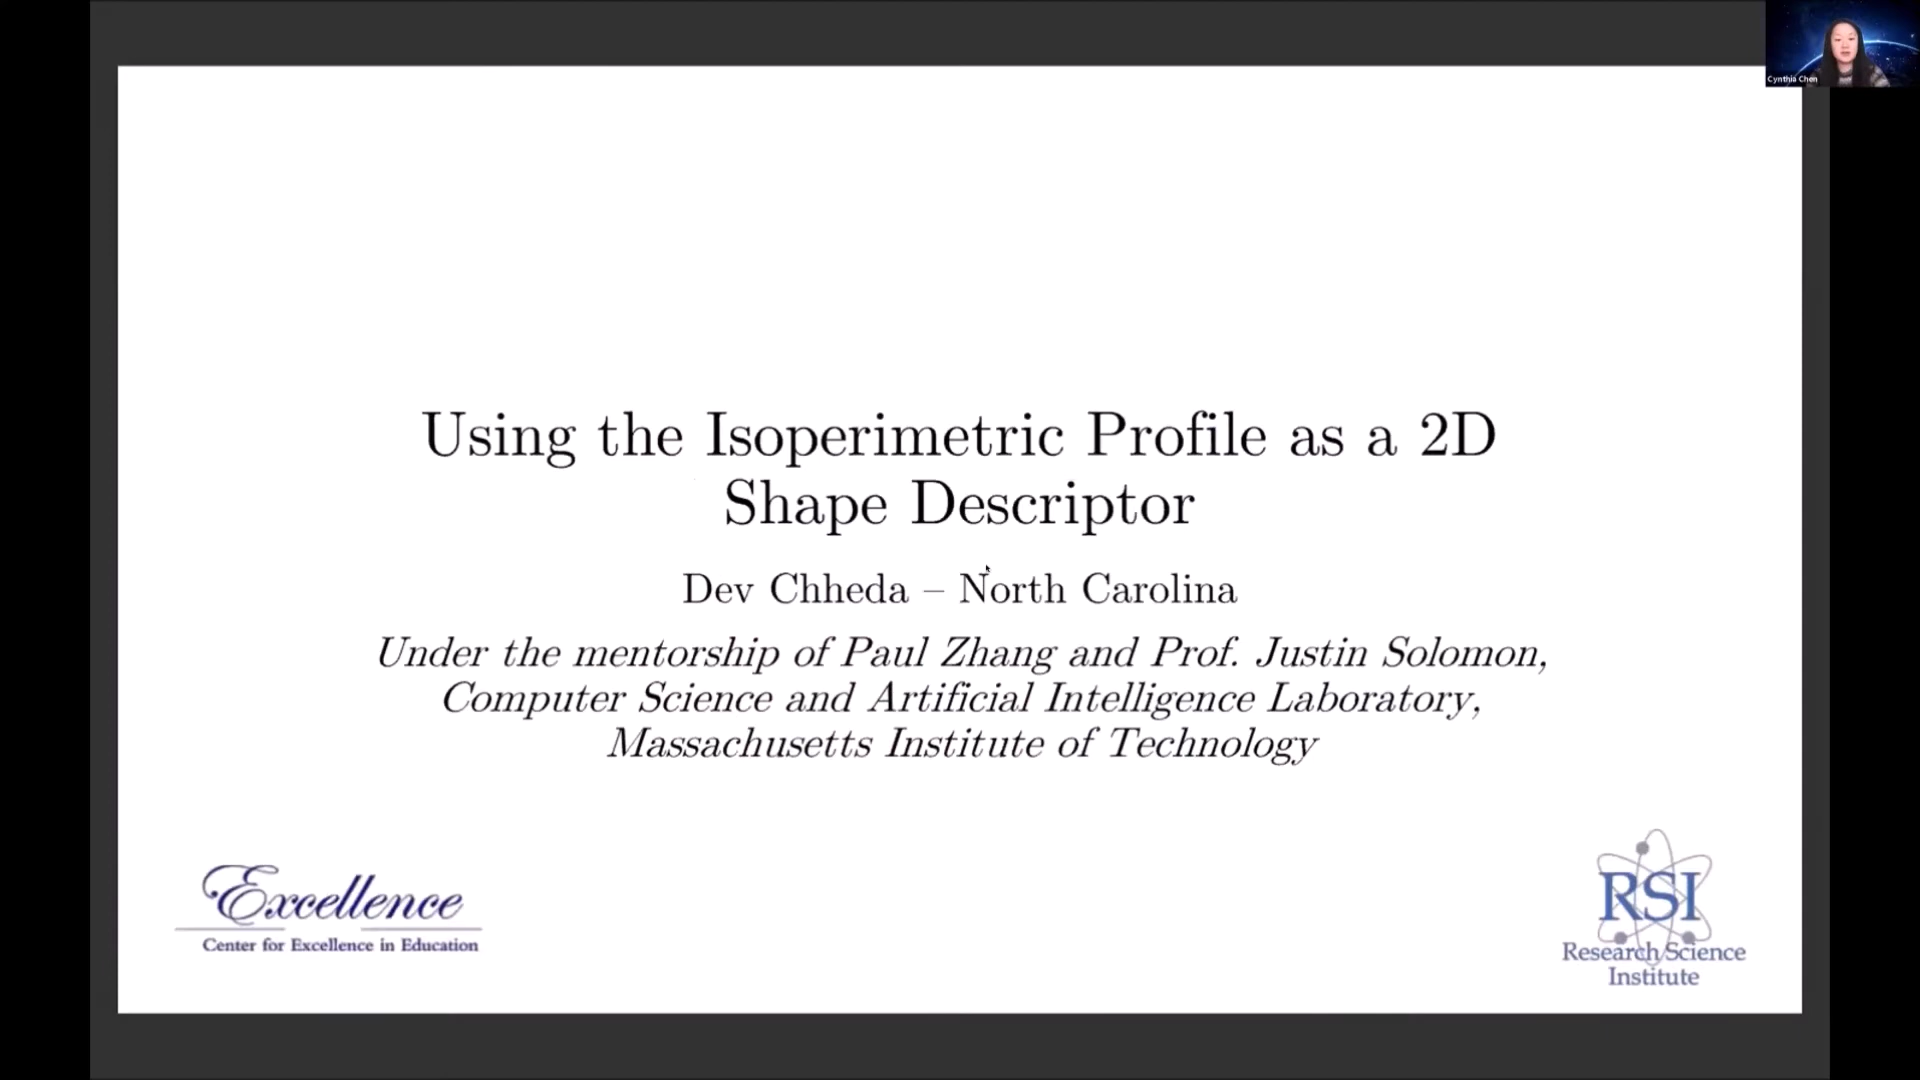 Cynthia Chen
Using the Isoperimetric Profile as a 2D
Shape Descriptor
Dev Chheda – North Carolina
Under the mentorship of Paul Zhang and Prof. Justin Solomon,
Computer Science and Artificial Intelligence Laboratory,
Massachusetts Institute of Technology
Excellence
Center for Excellence in Education
RSI
Research Science
Institute